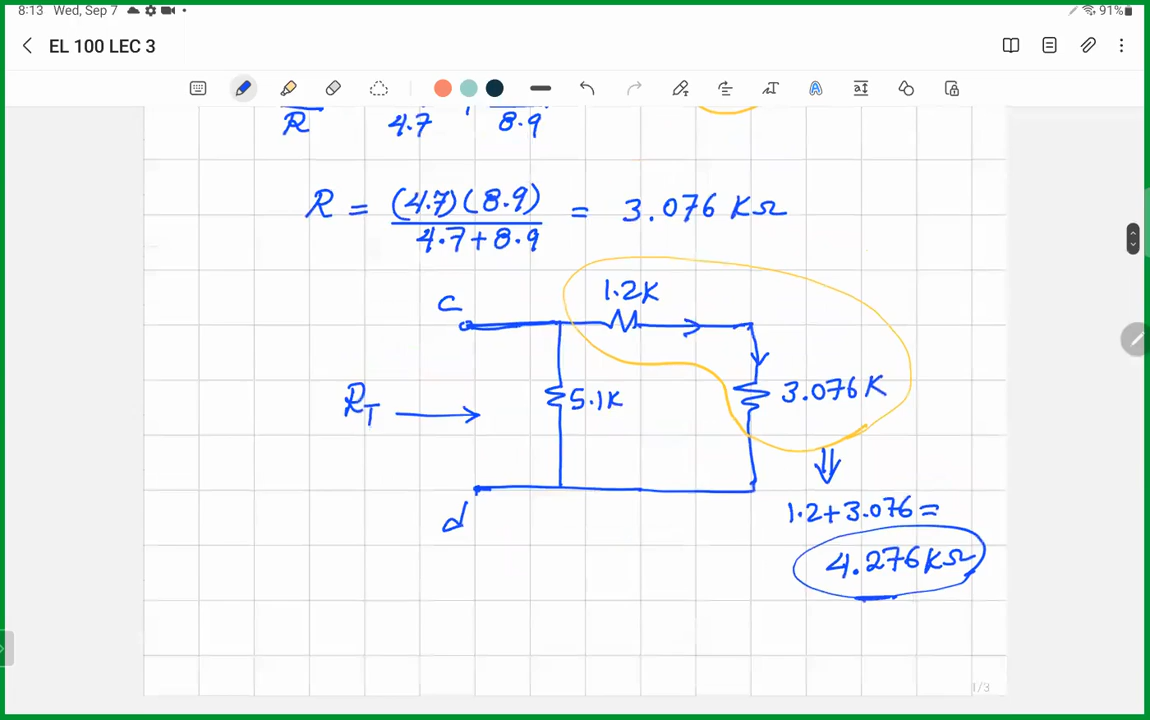 8:13 Wed, Sep 7
91%
EL 100 LEC 3
R 4.7 8.9
R = (4.7)(8.9) / 4.7+8.9 = 3.076 KΩ
C
1.2K
R_T
5.1K
3.076K
d
1.2+3.076=
4.276KΩ
1/3